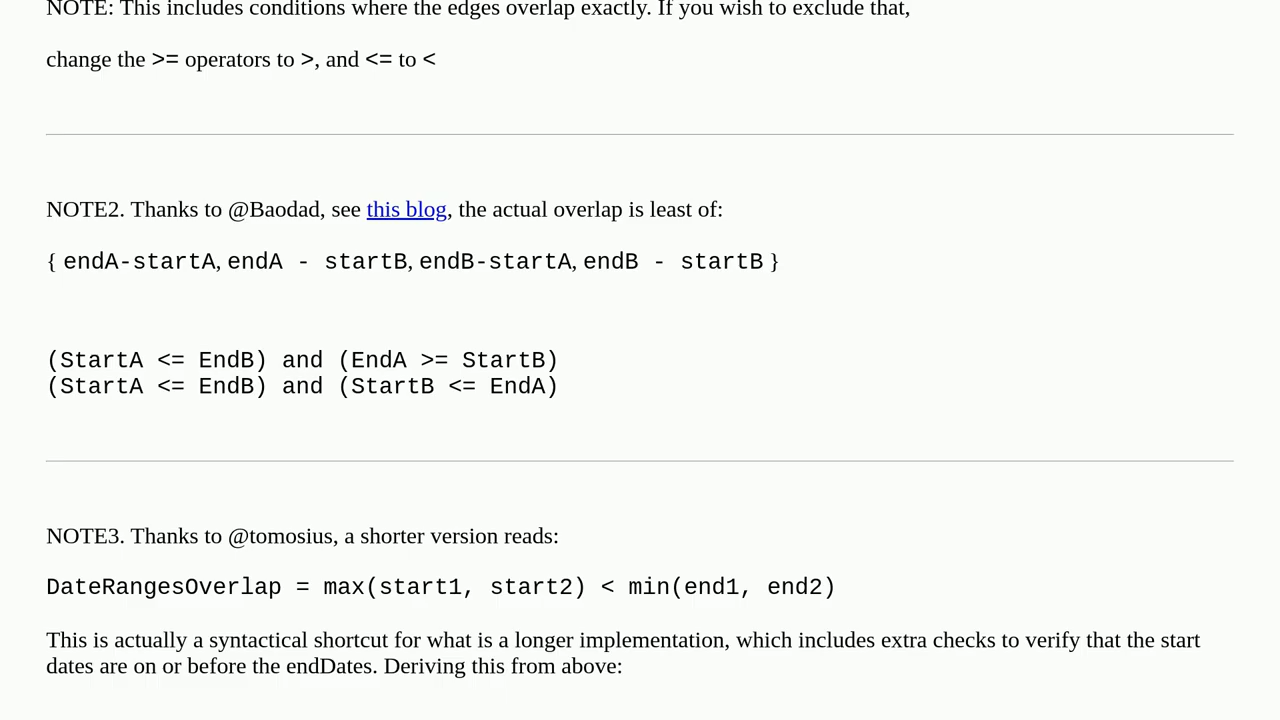 NOTE: This includes conditions where the edges overlap exactly. If you wish to exclude that,
change the >= operators to >, and <= to <
NOTE2. Thanks to @Baodad, see this blog, the actual overlap is least of:
{ endA-startA, endA - startB, endB-startA, endB - startB }
(StartA <= EndB) and (EndA >= StartB)
(StartA <= EndB) and (StartB <= EndA)
NOTE3. Thanks to @tomosius, a shorter version reads:
DateRangesOverlap = max(start1, start2) < min(end1, end2)
This is actually a syntactical shortcut for what is a longer implementation, which includes extra checks to verify that the start
dates are on or before the endDates. Deriving this from above: